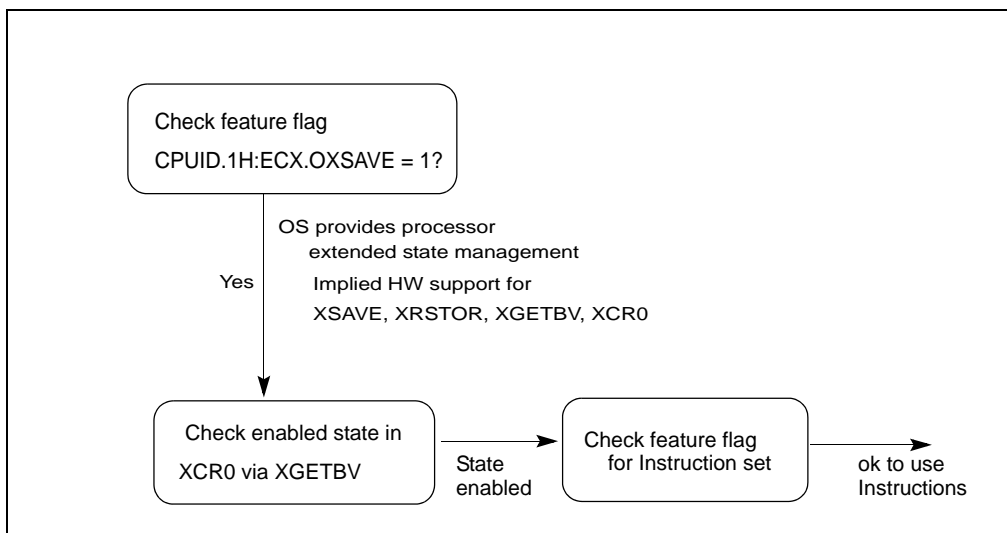 Check feature flag
CPUID.1H:ECX.OXSAVE = 1?
OS provides processor
extended state management
Yes
Implied HW support for
XSAVE, XRSTOR, XGETBV, XCR0
Check enabled state in
XCR0 via XGETBV
State
enabled
Check feature flag
for Instruction set
ok to use
Instructions